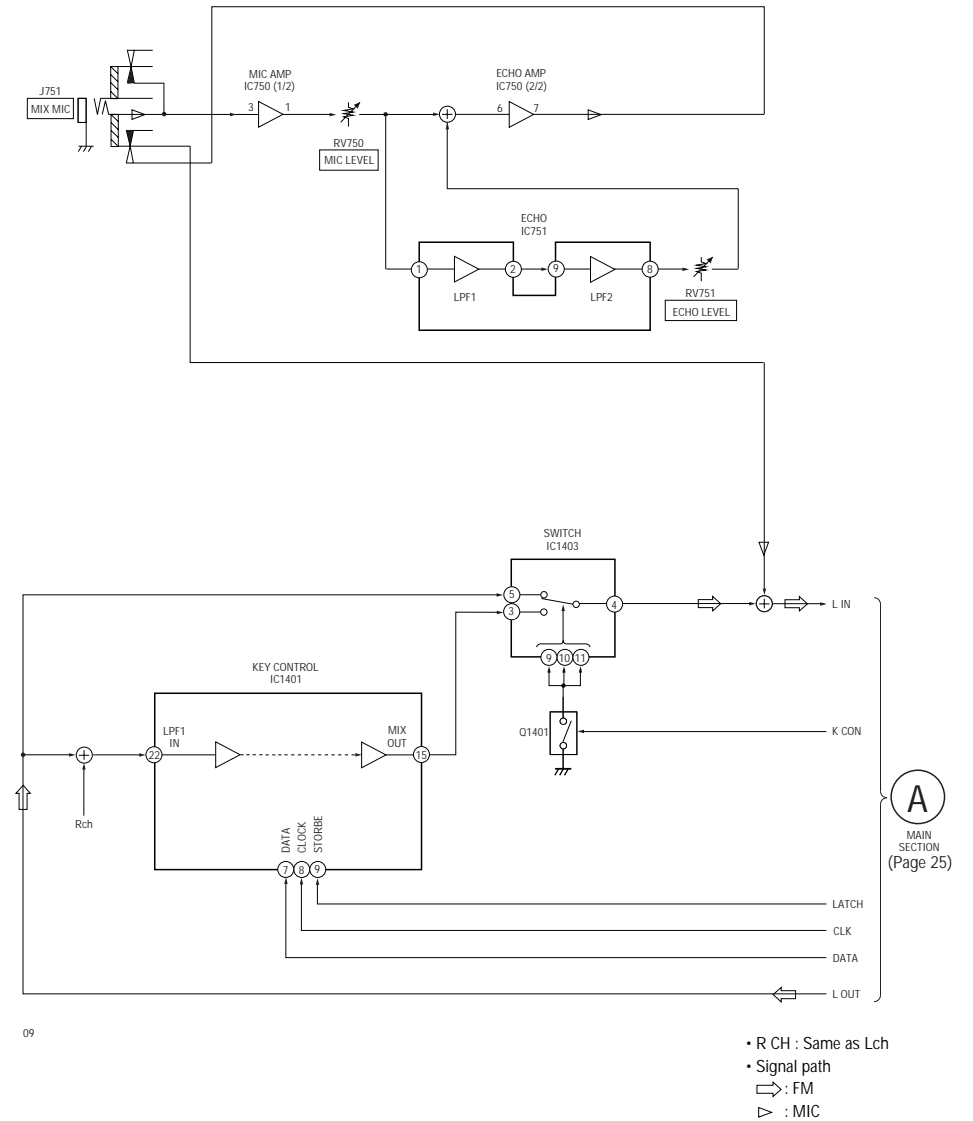 J751
MIX MIC
MIC AMP
IC750 (1/2)
3
1
RV750
MIC LEVEL
ECHO AMP
IC750 (2/2)
6
7
ECHO
IC751
1
LPF1
2
9
LPF2
8
RV751
ECHO LEVEL
SWITCH
IC1403
5
3
4
9
10
11
L IN
KEY CONTROL
IC1401
LPF1
IN
22
MIX
OUT
15
Rch
Q1401
K CON
DATA
CLOCK
STORBE
7
8
9
A
MAIN
SECTION
(Page 25)
LATCH
CLK
DATA
L OUT
09
• R CH : Same as Lch
• Signal path
: FM
: MIC